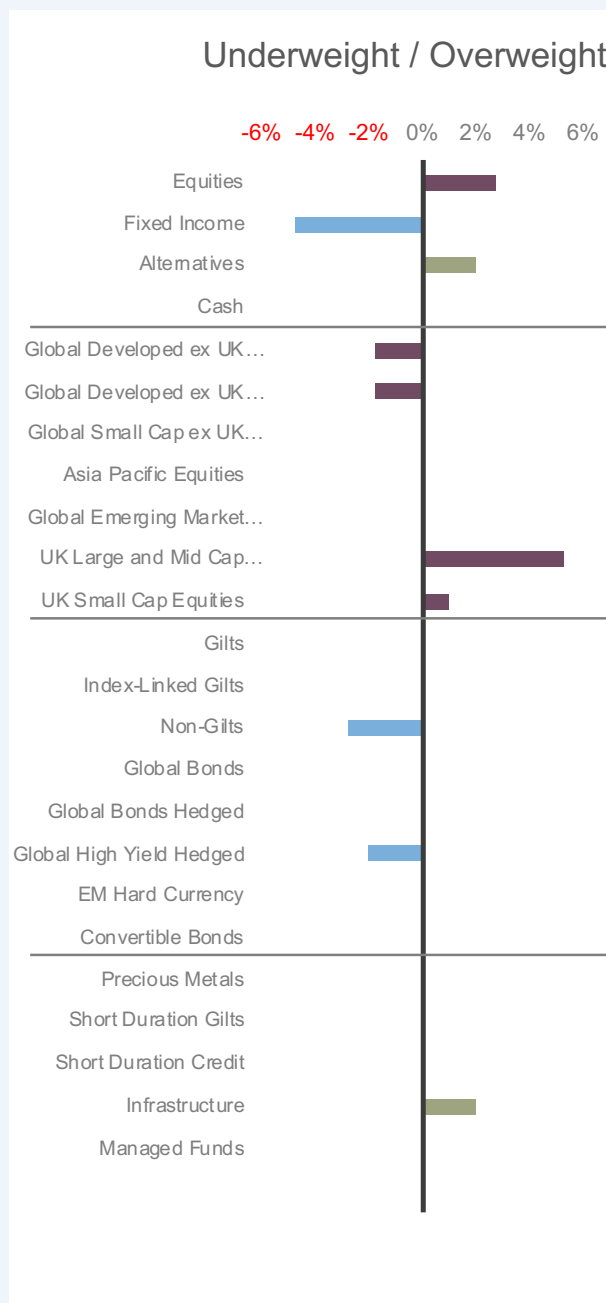 Underweight / Overweight
-6% -4% -2% 0% 2% 4% 6%
Equities
Fixed Income
Alternatives
Cash
Global Developed ex UK…
Global Developed ex UK…
Global Small Cap ex UK…
Asia Pacific Equities
Global Emerging Market…
UK Large and Mid Cap…
UK Small Cap Equities
Gilts
Index-Linked Gilts
Non-Gilts
Global Bonds
Global Bonds Hedged
Global High Yield Hedged
EM Hard Currency
Convertible Bonds
Precious Metals
Short Duration Gilts
Short Duration Credit
Infrastructure
Managed Funds